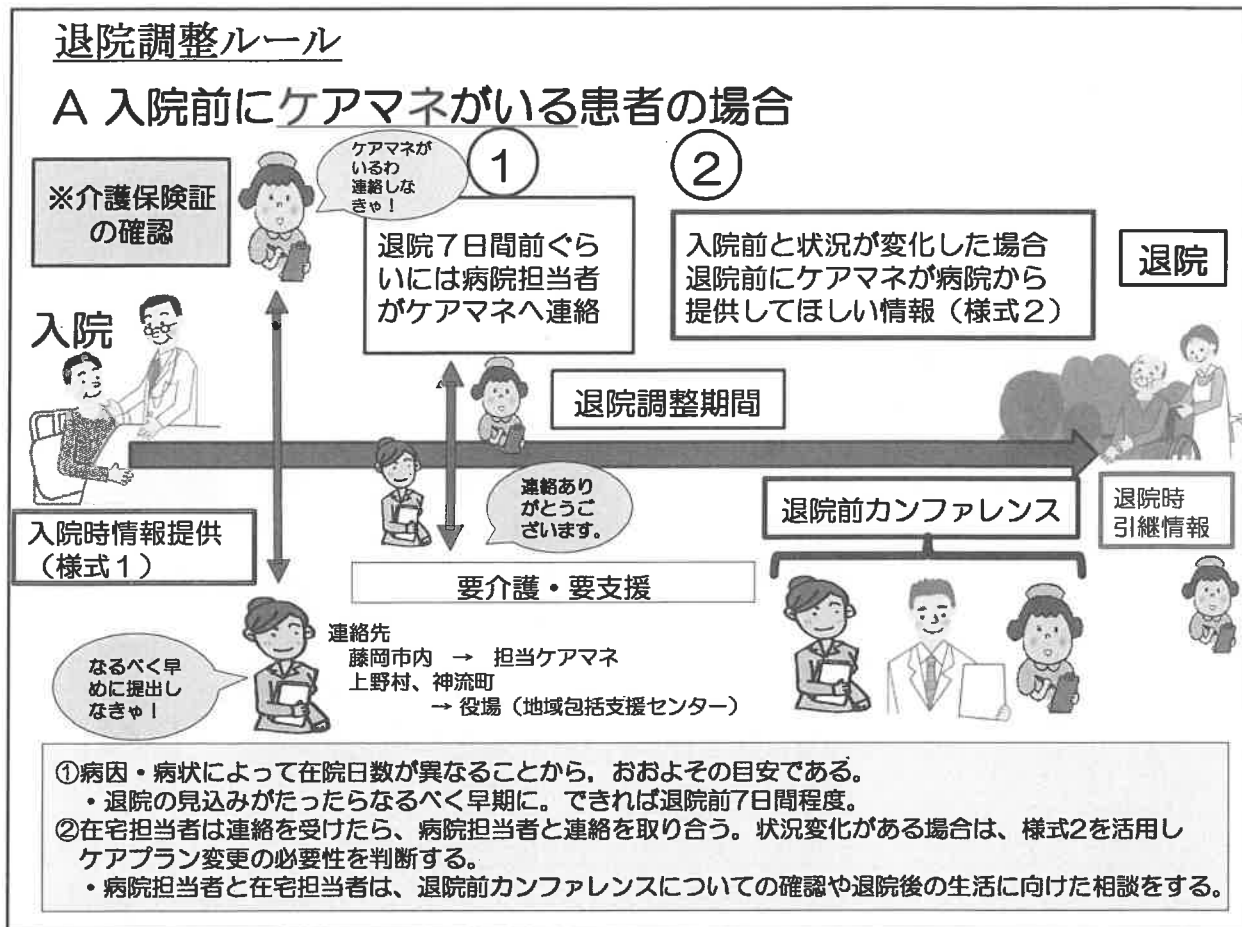 退院調整ルール
A 入院前にケアマネがいる患者の場合
※介護保険証
の確認
ケアマネが
いるわ
連絡しな
きゃ!
①
退院7日間前ぐら
いには病院担当者
がケアマネへ連絡
②
入院前と状況が変化した場合
退院前にケアマネが病院から
提供してほしい情報(様式2)
退院
入院
退院調整期間
入院時情報提供
(様式1)
連絡あり
がとうご
ざいます。
退院前カンファレンス
退院時
引継情報
要介護・要支援
なるべく早
めに提出し
なきゃ!
連絡先
藤岡市内 → 担当ケアマネ
上野村、神流町
→ 役場(地域包括支援センター)
①病因・病状によって在院日数が異なることから,おおよその目安である。
・退院の見込みがたったらなるべく早期に。できれば退院前7日間程度。
②在宅担当者は連絡を受けたら、病院担当者と連絡を取り合う。状況変化がある場合は、様式2を活用し
ケアプラン変更の必要性を判断する。
・病院担当者と在宅担当者は、退院前カンファレンスについての確認や退院後の生活に向けた相談をする。